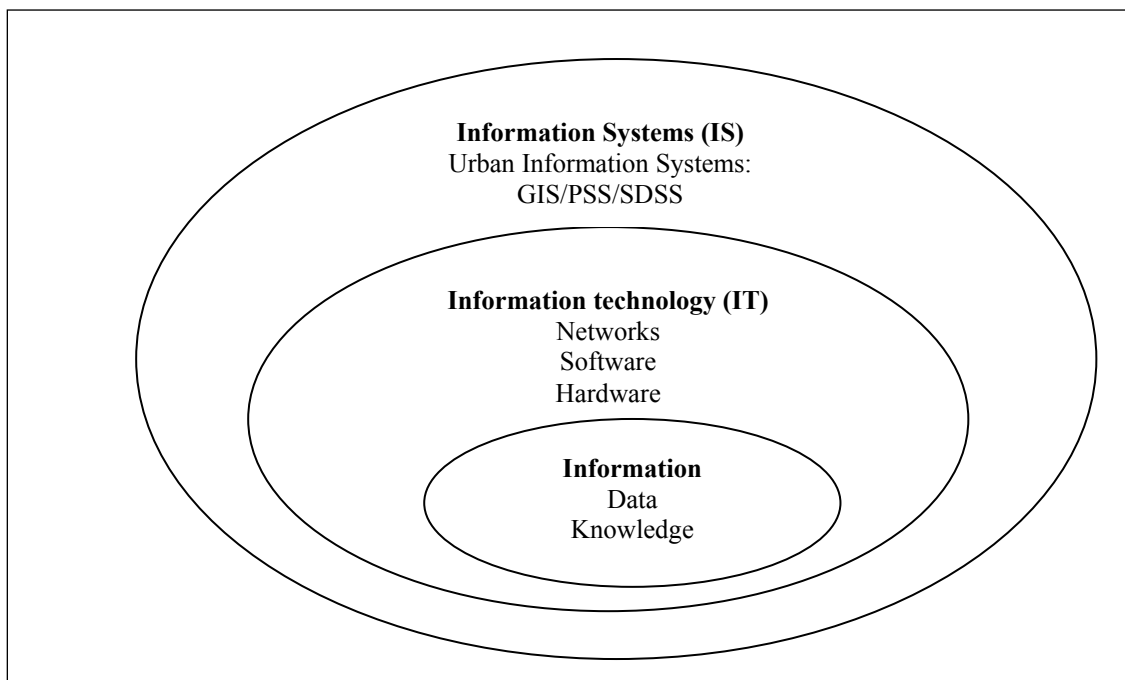 Information Systems (IS)
Urban Information Systems:
GIS/PSS/SDSS
Information technology (IT)
Networks
Software
Hardware
Information
Data
Knowledge